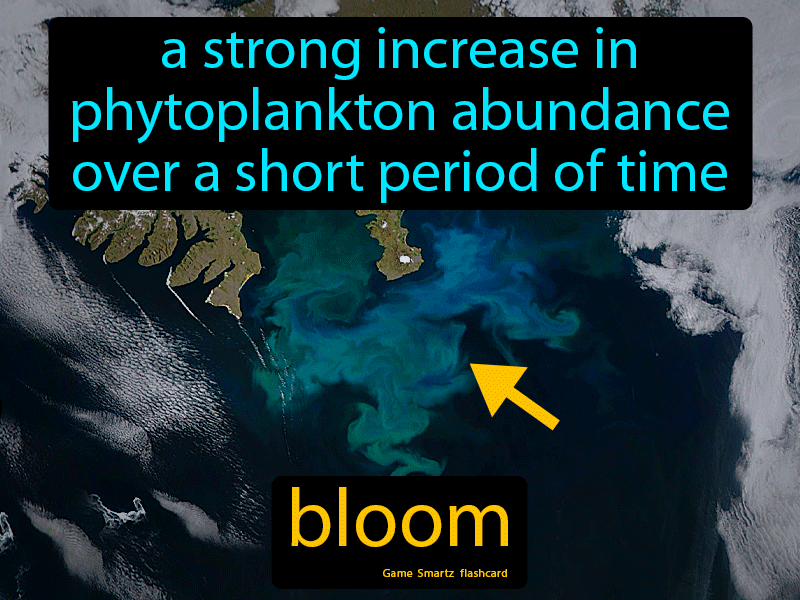 a strong increase in
phytoplankton abundance
over a short period of time
bloom
Game Smartz flashcard